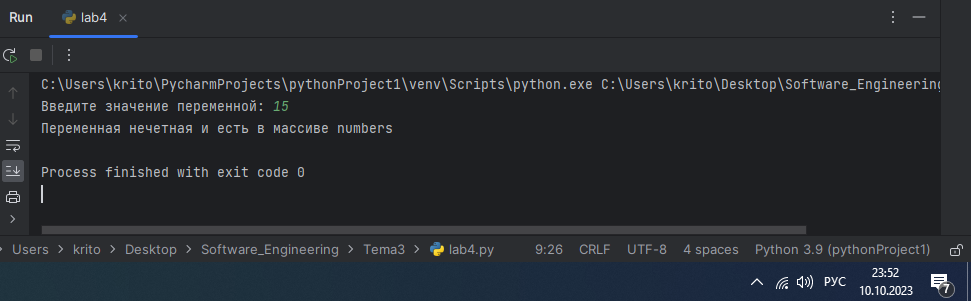 Run lab4
C:\Users\krito\PycharmProjects\pythonProject1\venv\Scripts\python.exe C:\Users\krito\Desktop\Software_Engineering
Введите значение переменной: 15
Переменная нечетная и есть в массиве numbers
Process finished with exit code 0
Users > krito > Desktop > Software_Engineering > Tema3 > lab4.py 9:26 CRLF UTF-8 4 spaces Python 3.9 (pythonProject1)
РУС 23:52
10.10.2023 7